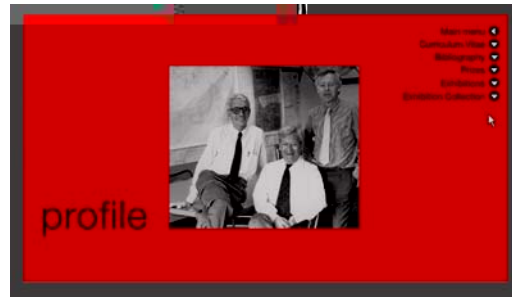 Main menu
Curriculum Vitae
Bibliography
Prizes
Exhibitions
Exhibition Collection
profile